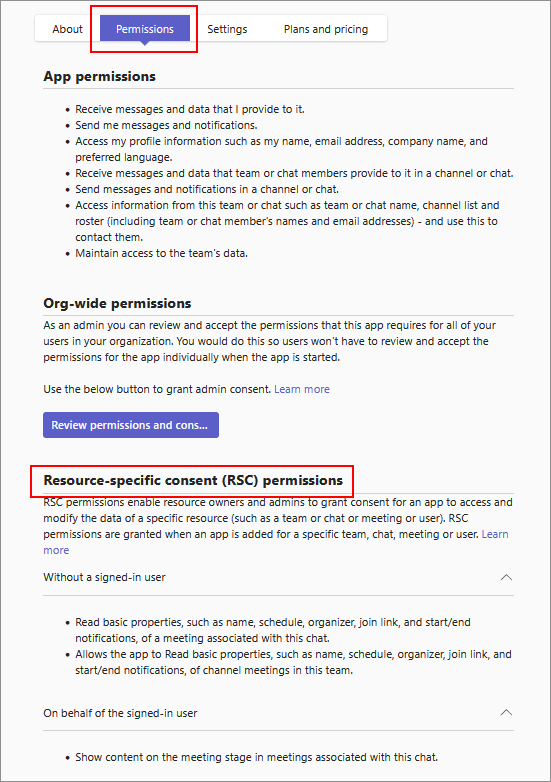 About Permissions Settings Plans and pricing
App permissions
Receive messages and data that I provide to it.
Send me messages and notifications.
Access my profile information such as my name, email address, company name, and
preferred language.
Receive messages and data that team or chat members provide to it in a channel or chat.
Send messages and notifications in a channel or chat.
Access information from this team or chat such as team or chat name, channel list and
roster (including team or chat member's names and email addresses) - and use this to
contact them.
Maintain access to the team's data.
Org-wide permissions
As an admin you can review and accept the permissions that this app requires for all of your
users in your organization. You would do this so users won't have to review and accept the
permissions for the app individually when the app is started.
Use the below button to grant admin consent. Learn more
Review permissions and cons...
Resource-specific consent (RSC) permissions
RSC permissions enable resource owners and admins to grant consent for an app to access and
modify the data of a specific resource (such as a team or chat or meeting or user). RSC
permissions are granted when an app is added for a specific team, chat, meeting or user. Learn
more
Without a signed-in user
Read basic properties, such as name, schedule, organizer, join link, and start/end
notifications, of a meeting associated with this chat.
Allows the app to Read basic properties, such as name, schedule, organizer, join link, and
start/end notifications, of channel meetings in this team.
On behalf of the signed-in user
Show content on the meeting stage in meetings associated with this chat.